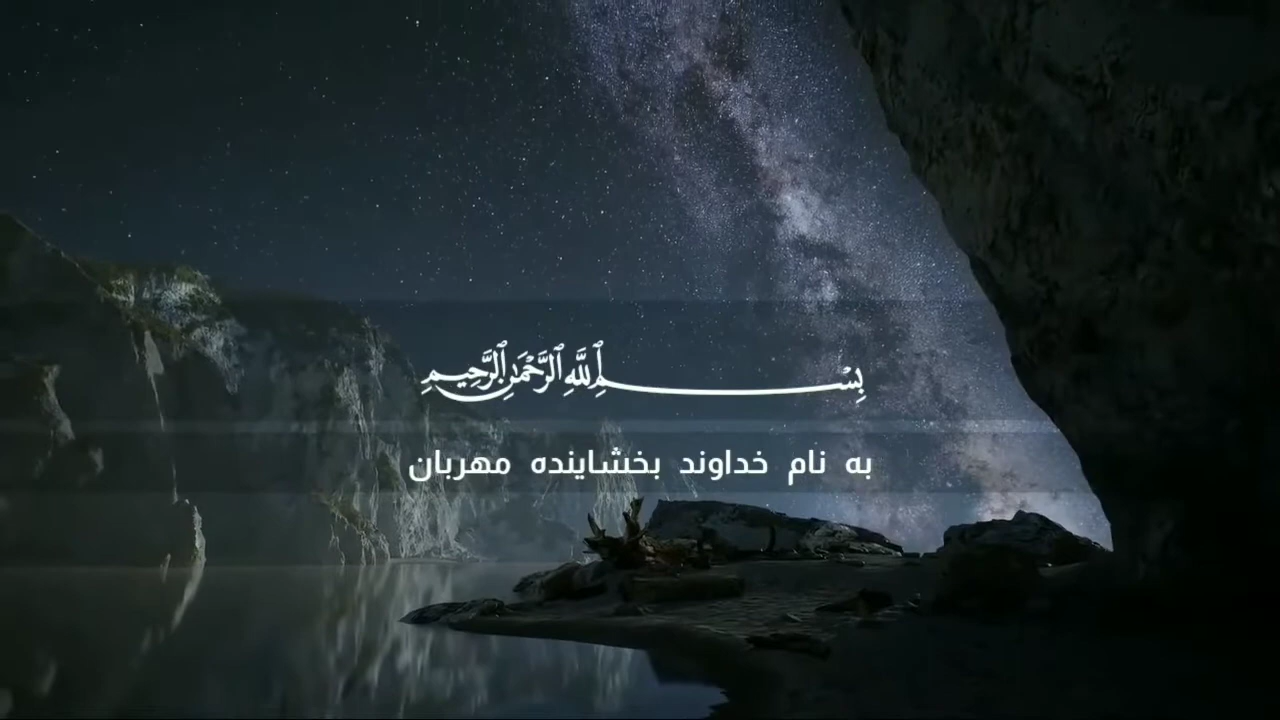 بِسْمِ ٱللَّهِ ٱلرَّحْمَٰنِ ٱلرَّحِيمِ
به نام خداوند بخشاینده مهربان